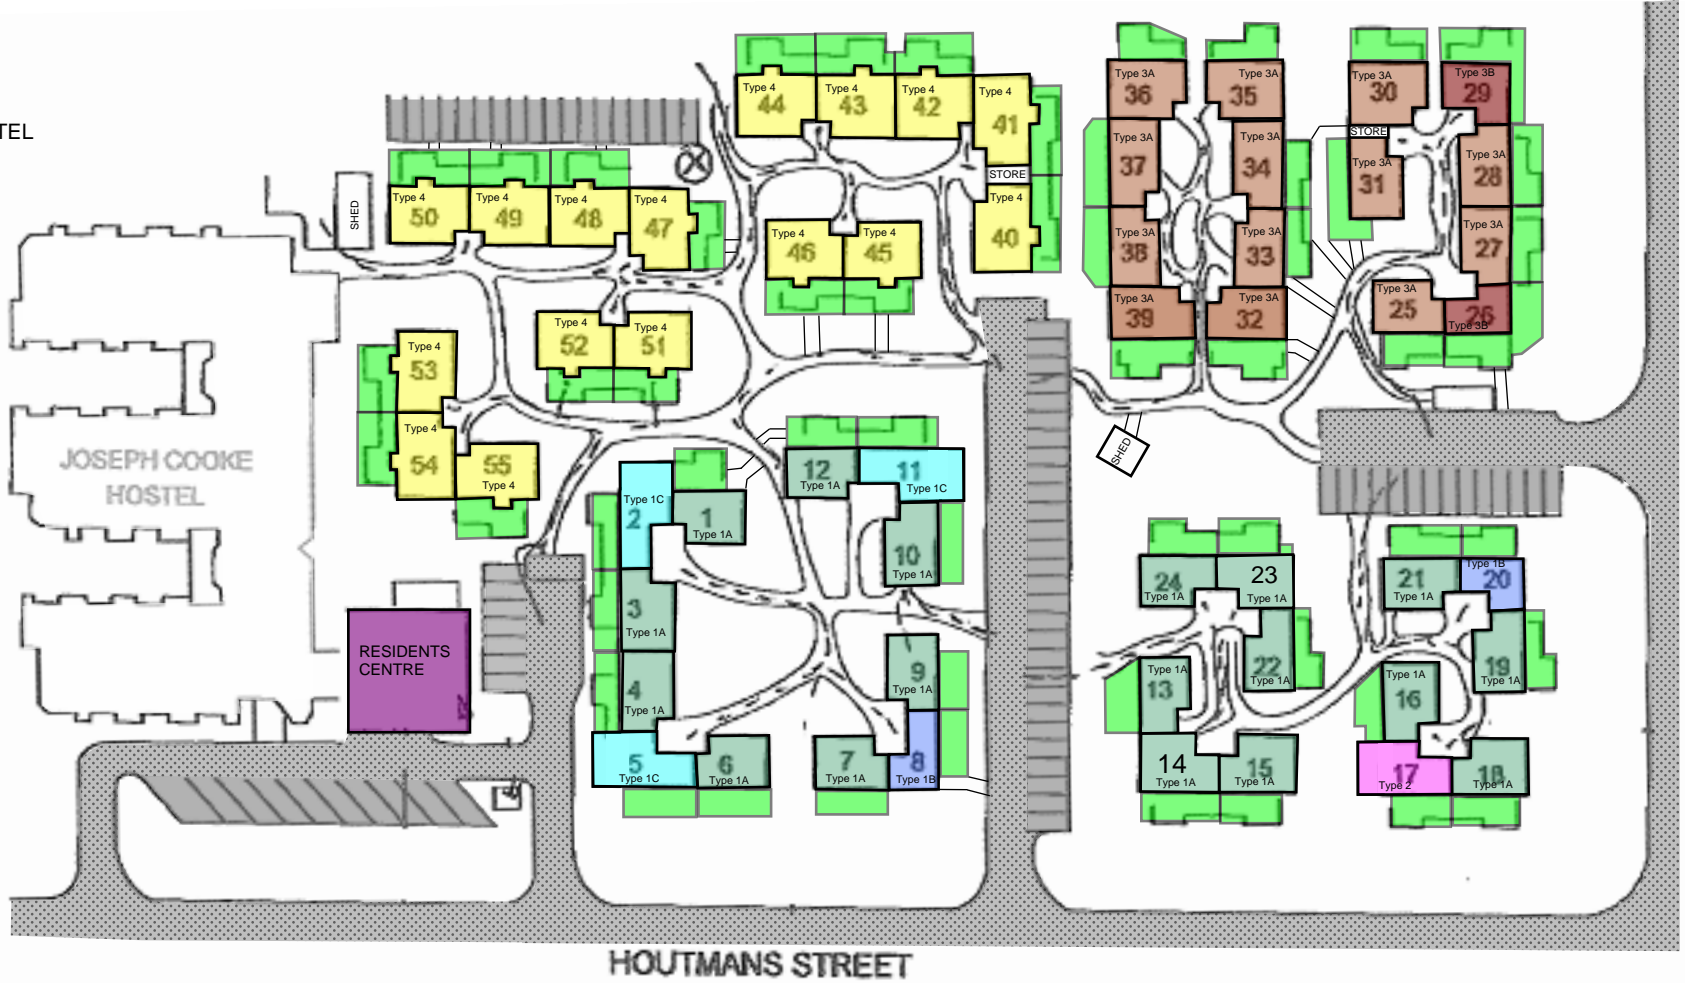 TEL
Type 4
44
Type 4
43
Type 4
42
Type 4
41
STORE
Type 4
40
Type 4
50
Type 4
49
Type 4
48
Type 4
47
SHED
Type 4
46
Type 4
45
Type 4
52
Type 4
51
Type 4
53
Type 4
54
55
Type 4
JOSEPH COOKE
HOSTEL
RESIDENTS
CENTRE
Type 3A
36
Type 3A
35
Type 3A
37
Type 3A
34
Type 3A
38
Type 3A
33
Type 3A
39
Type 3A
32
Type 3A
30
Type 3B
29
STORE
Type 3A
31
Type 3A
28
Type 3A
27
Type 3A
25
26
Type 3B
SHED
12
Type 1A
11
Type 1C
Type 1C
2
1
Type 1A
10
Type 1A
3
Type 1A
4
Type 1A
9
Type 1A
5
Type 1C
6
Type 1A
7
Type 1A
8
Type 1B
24
Type 1A
23
Type 1A
21
Type 1A
Type 1B
20
22
Type 1A
19
Type 1A
Type 1A
13
Type 1A
16
14
Type 1A
15
Type 1A
17
Type 2
18
Type 1A
HOUTMANS STREET